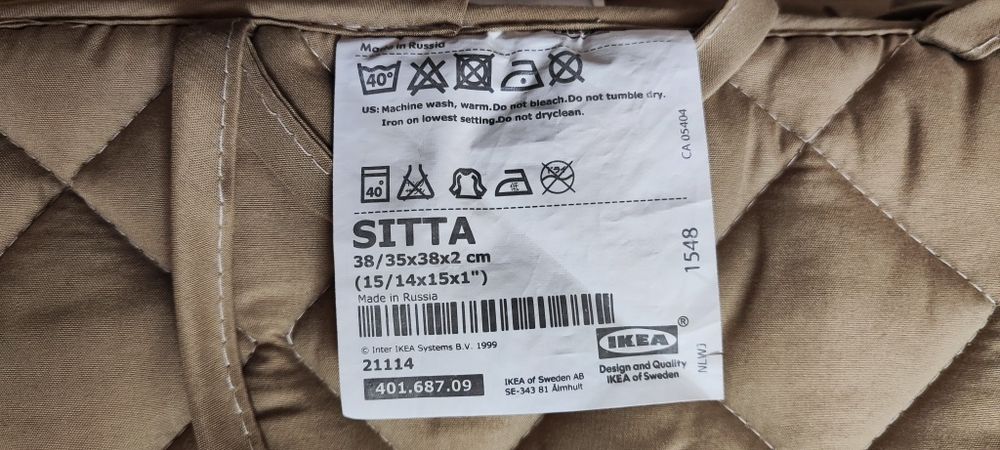 Made in Russia
40°
US: Machine wash, warm.Do not bleach.Do not tumble dry.
Iron on lowest setting.Do not dryclean.
CA 05404
40
SITTA
38/35x38x2 cm
(15/14x15x1")
Made in Russia
1548
© Inter IKEA Systems B.V. 1999
21114
401.687.09
IKEA of Sweden AB
SE-343 81 Älmhult
IKEA®
Design and Quality
IKEA of Sweden